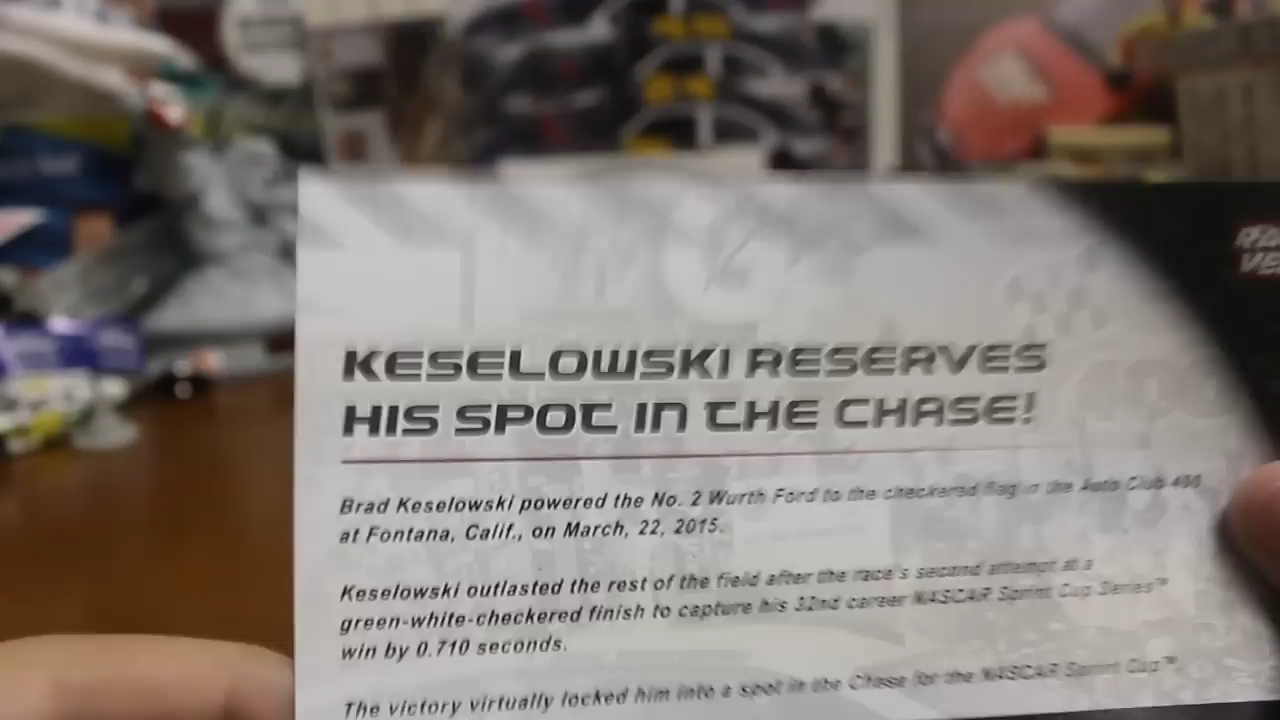 KESELOWSKI RESERVES
HIS SPOT IN THE CHASE!
Brad Keselowski powered the No. 2 Wurth Ford to the checkered flag in the Auto Club 400
at Fontana, Calif., on March, 22, 2015.
Keselowski outlasted the rest of the field after the race's second attempt at a
green-white-checkered finish to capture his 32nd career NASCAR Sprint Cup Series™
win by 0.710 seconds.
The victory virtually locked him into a spot in the Chase for the NASCAR Sprint Cup™